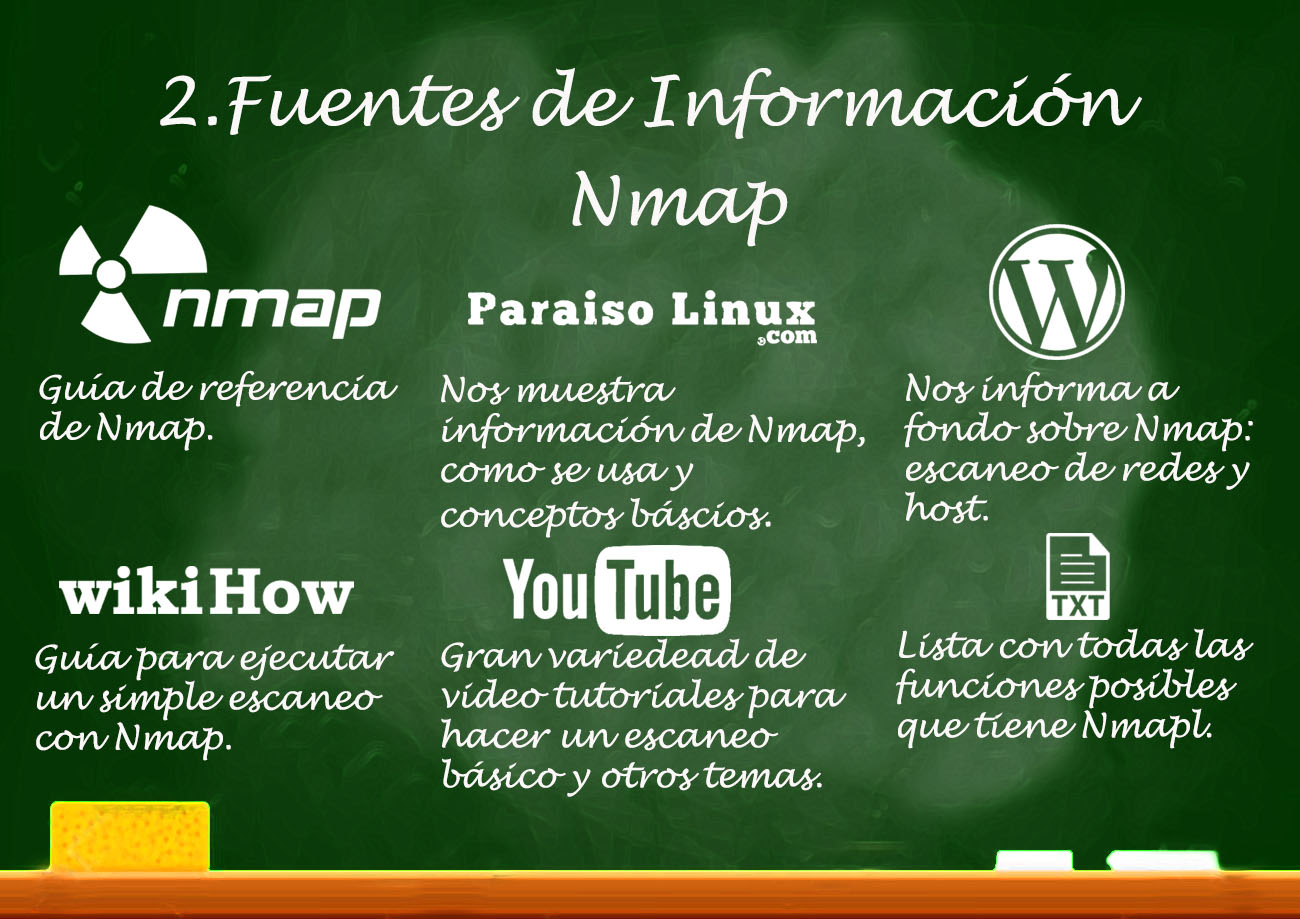 2.Fuentes de Información
Nmap
nmap
Guía de referencia
de Nmap.
Paraiso Linux
.com
Nos muestra
información de Nmap,
como se usa y
conceptos báscios.
W
Nos informa a
fondo sobre Nmap:
escaneo de redes y
host.
wikiHow
Guía para ejecutar
un simple escaneo
con Nmap.
YouTube
Gran variedead de
video tutoriales para
hacer un escaneo
básico y otros temas.
TXT
Lista con todas las
funciones posibles
que tiene Nmapl.